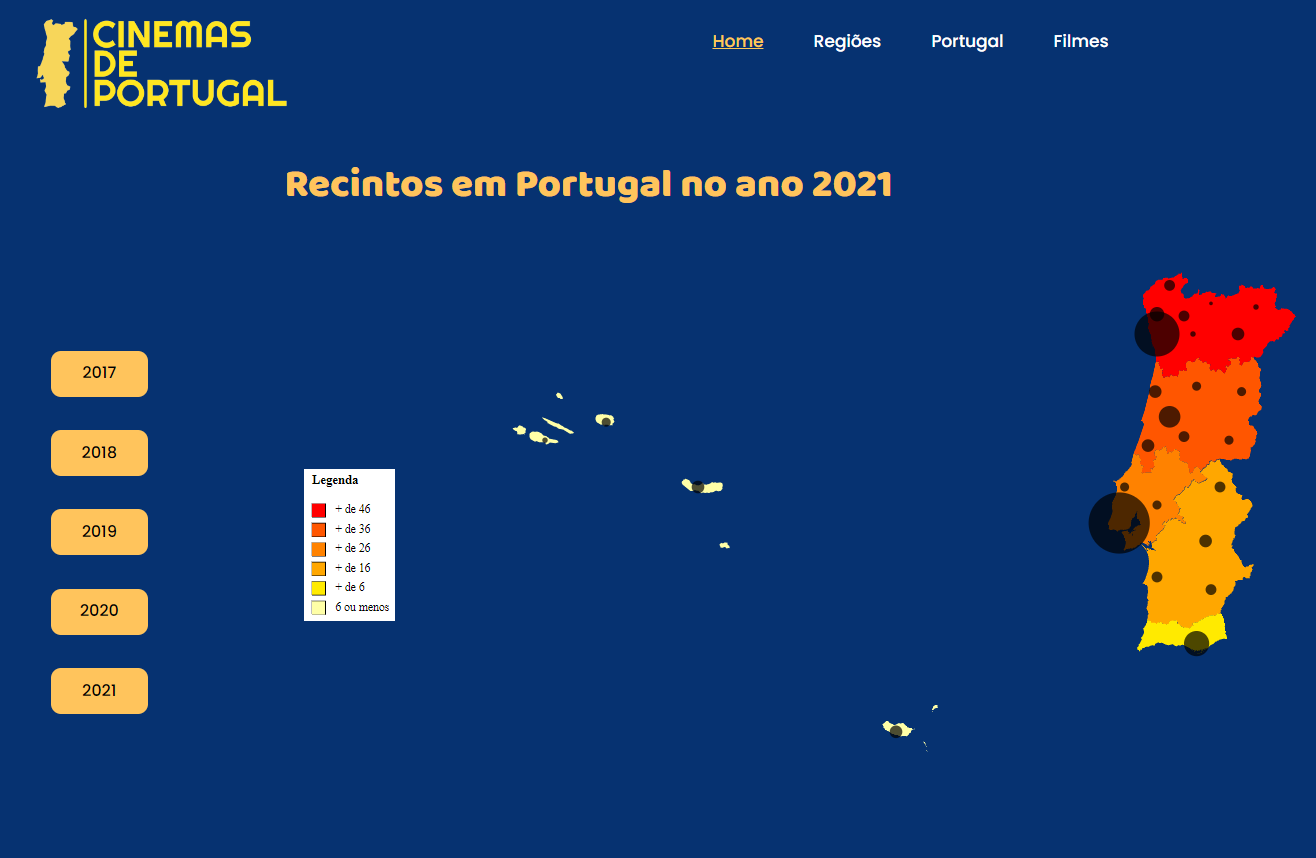 CINEMAS
DE
PORTUGAL
Home Regiões Portugal Filmes
Recintos em Portugal no ano 2021
2017
2018
2019
2020
2021
Legenda
+ de 46
+ de 36
+ de 26
+ de 16
+ de 6
6 ou menos